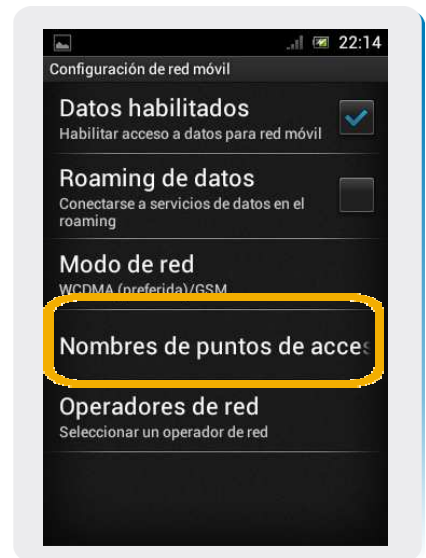 22:14
Configuración de red móvil
Datos habilitados
Habilitar acceso a datos para red móvil
Roaming de datos
Conectarse a servicios de datos en el
roaming
Modo de red
WCDMA (preferida)/GSM
Nombres de puntos de acces
Operadores de red
Seleccionar un operador de red